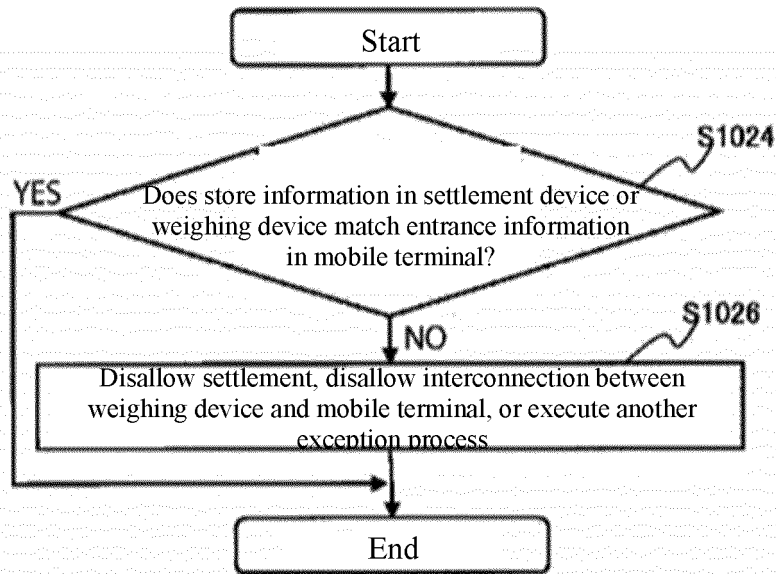 Start
S1024
YES
Does store information in settlement device or
weighing device match entrance information
in mobile terminal?
NO
S1026
Disallow settlement, disallow interconnection between
weighing device and mobile terminal, or execute another
exception process
End